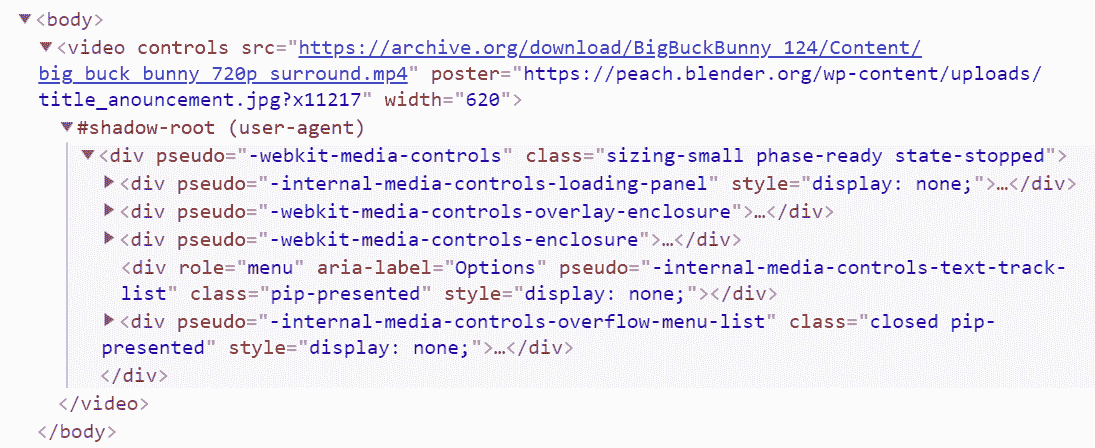 <body>
<video controls src="https://archive.org/download/BigBuckBunny_124/Content/
big_buck_bunny_720p_surround.mp4" poster="https://peach.blender.org/wp-content/uploads/
title_anouncement.jpg?x11217" width="620">
#shadow-root (user-agent)
<div pseudo="-webkit-media-controls" class="sizing-small phase-ready state-stopped">
<div pseudo="-internal-media-controls-loading-panel" style="display: none;">…</div>
<div pseudo="-webkit-media-controls-overlay-enclosure">…</div>
<div pseudo="-webkit-media-controls-enclosure">…</div>
<div role="menu" aria-label="Options" pseudo="-internal-media-controls-text-track-
list" class="pip-presented" style="display: none;"></div>
<div pseudo="-internal-media-controls-overflow-menu-list" class="closed pip-
presented" style="display: none;">…</div>
</div>
</video>
</body>